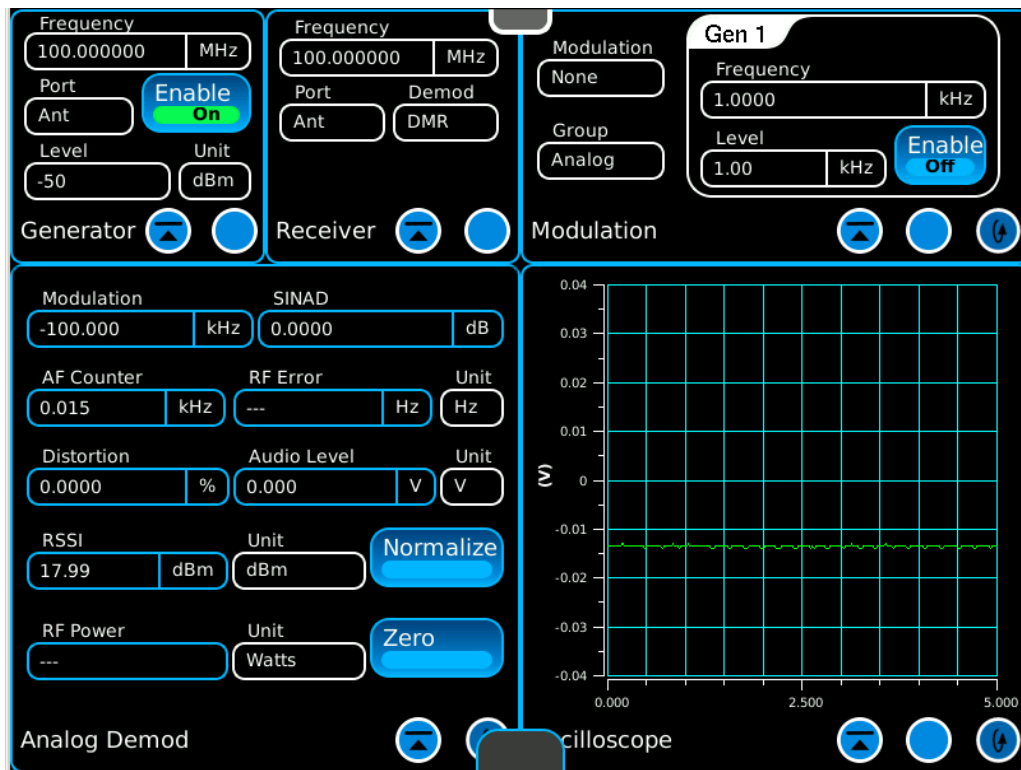 Frequency
100.000000 MHz
Port
Ant
Enable
On
Level Unit
-50 dBm
Generator
Frequency
100.000000 MHz
Port Demod
Ant DMR
Receiver
Modulation
None
Group
Analog
Gen 1
Frequency
1.0000 kHz
Level
1.00 kHz
Enable
Off
Modulation
Modulation SINAD
-100.000 kHz 0.0000 dB
AF Counter RF Error Unit
0.015 kHz --- Hz Hz
Distortion Audio Level Unit
0.0000 % 0.000 V V
RSSI Unit
17.99 dBm dBm
Normalize
RF Power Unit
--- Watts
Zero
Analog Demod
0.04
0.03
0.02
0.01
0
-0.01
-0.02
-0.03
-0.04
(V)
0.000 2.500 5.000
cilloscope